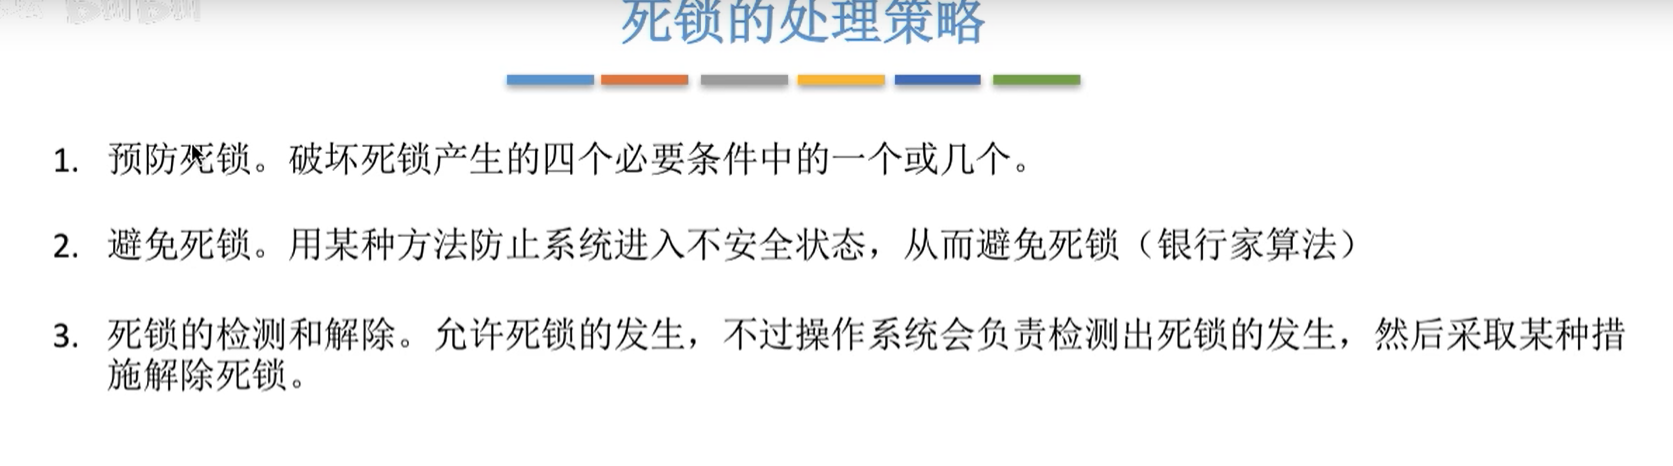 死锁的处理策略
1. 预防死锁。破坏死锁产生的四个必要条件中的一个或几个。
2. 避免死锁。用某种方法防止系统进入不安全状态，从而避免死锁（银行家算法）
3. 死锁的检测和解除。允许死锁的发生，不过操作系统会负责检测出死锁的发生，然后采取某种措
施解除死锁。